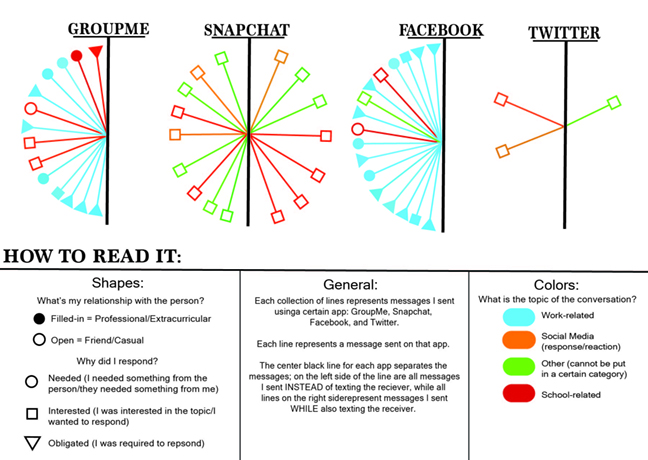 GROUPME
SNAPCHAT
FACEBOOK
TWITTER
HOW TO READ IT:
Shapes:
What's my relationship with the person?
Filled-in = Professional/Extracurricular
Open = Friend/Casual
Why did I respond?
Needed (I needed something from the
person/they needed something from me)
Interested (I was interested in the topic/I
wanted to respond)
Obligated (I was required to repsond)
General:
Each collection of lines represents messages I sent
usinga certain app: GroupMe, Snapchat,
Facebook, and Twitter.
Each line represents a message sent on that app.
The center black line for each app separates the
messages; on the left side of the line are all messages
I sent INSTEAD of texting the reciever, while all
lines on the right siderepresent messages I sent
WHILE also texting the receiver.
Colors:
What is the topic of the conversation?
Work-related
Social Media
(response/reaction)
Other (cannot be put
in a certain category)
School-related